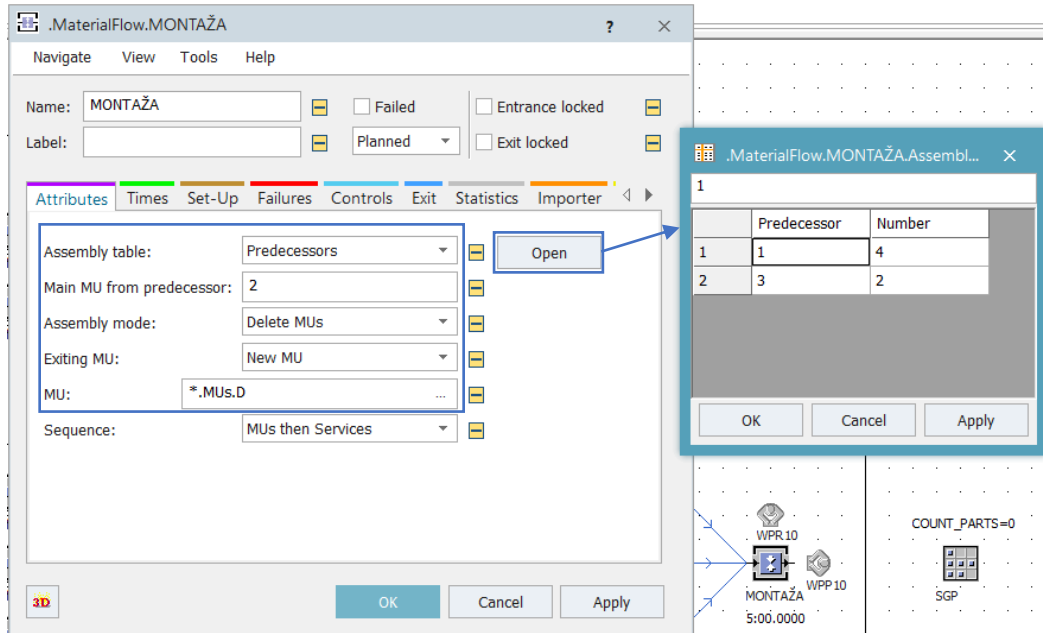 .MaterialFlow.MONTAŽA ? ×
Navigate View Tools Help
Name: MONTAŽA Failed Entrance locked
Label: Planned Exit locked
Attributes Times Set-Up Failures Controls Exit Statistics Importer
Assembly table: Predecessors Open
Main MU from predecessor: 2
Assembly mode: Delete MUs
Exiting MU: New MU
MU: *.MUs.D ...
Sequence: MUs then Services
3D OK Cancel Apply
.MaterialFlow.MONTAŽA.Assembl... ×
1
Predecessor Number
1 1 4
2 3 2
OK Cancel Apply
WPR10
WPP10
MONTAŽA
5:00.0000
COUNT_PARTS=0
SGP